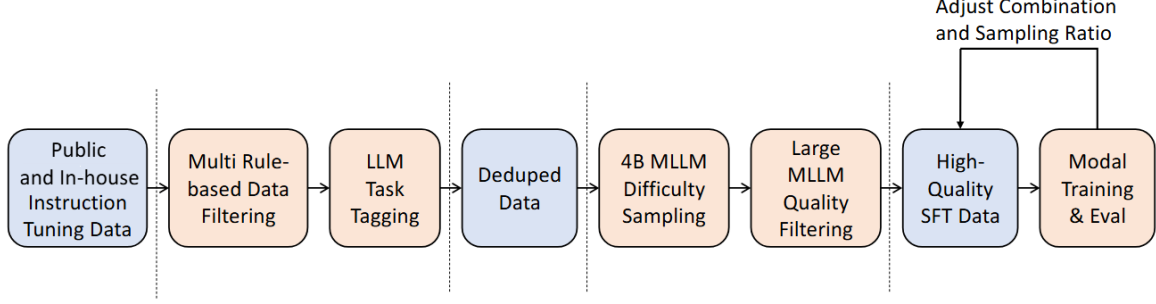 Adjust Combination
and Sampling Ratio
Public
and In-house
Instruction
Tuning Data
Multi Rule-
based Data
Filtering
LLM
Task
Tagging
Deduped
Data
4B MLLM
Difficulty
Sampling
Large
MLLM
Quality
Filtering
High-
Quality
SFT Data
Modal
Training
& Eval